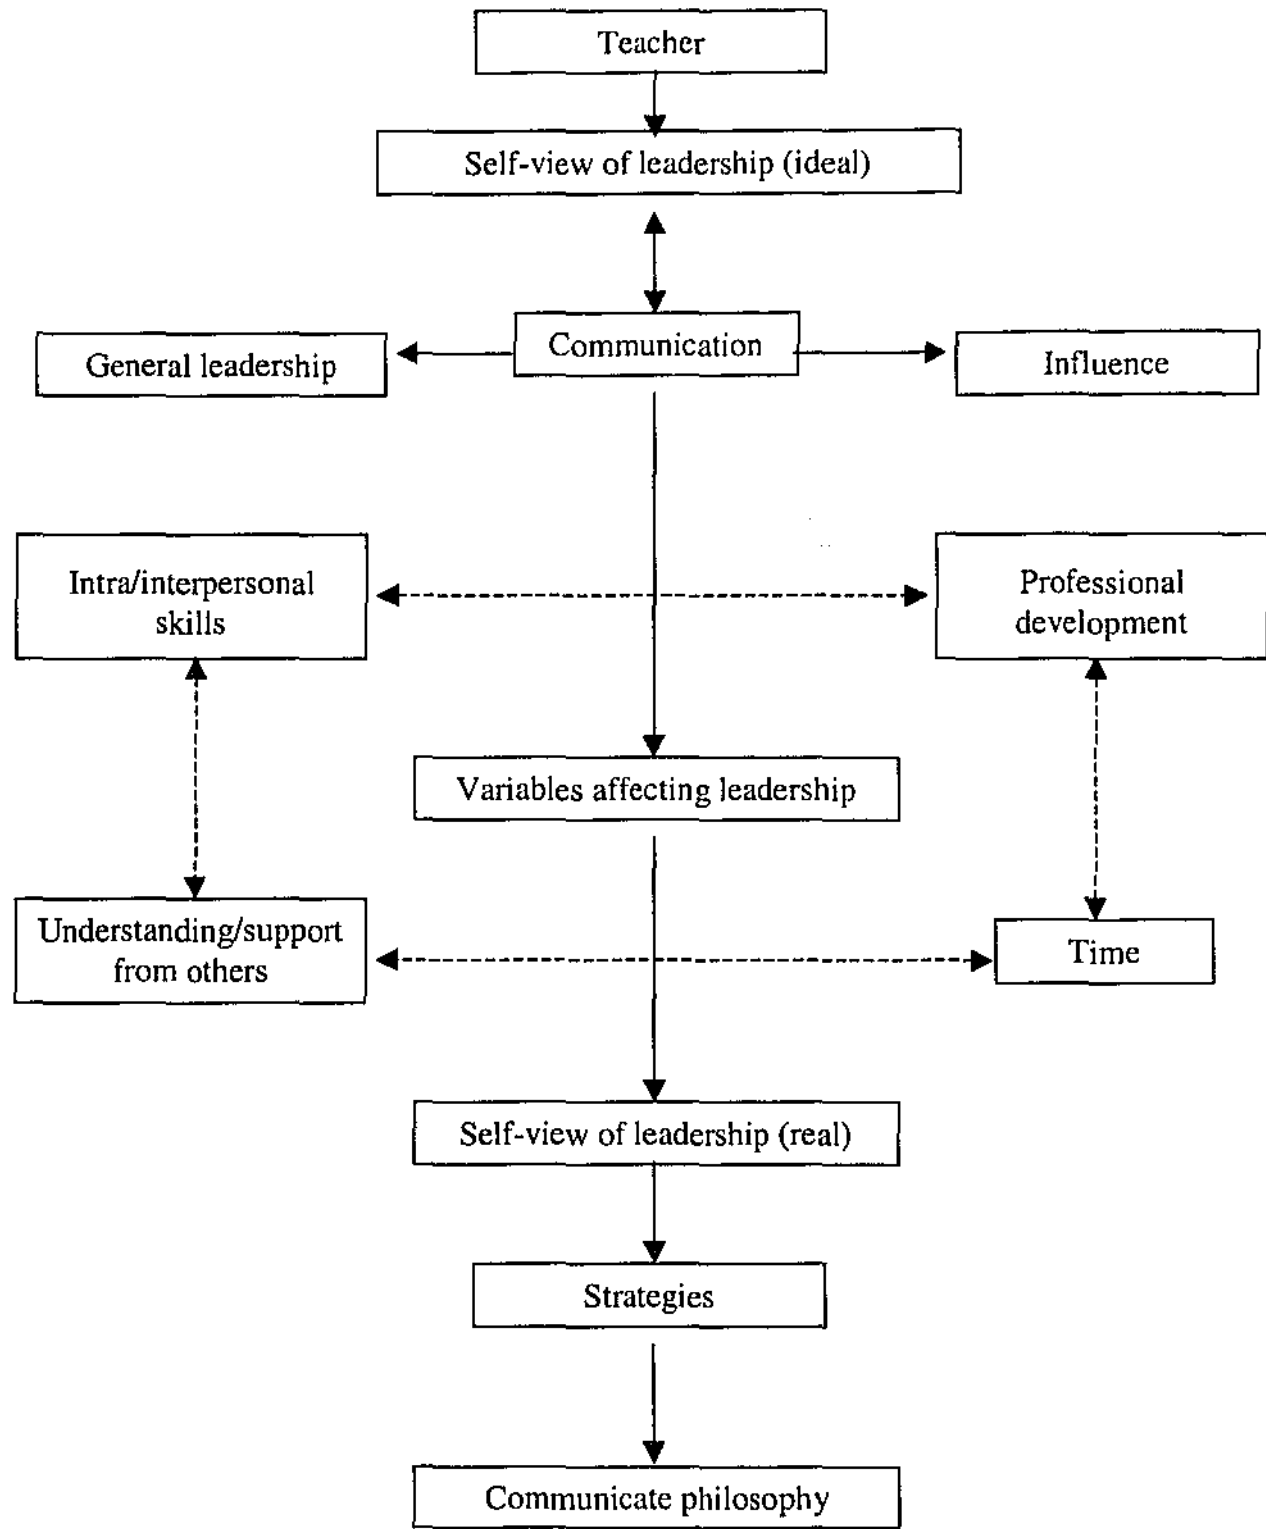 Teacher
Self-view of leadership (ideal)
Communication
General leadership
Influence
Intra/interpersonal
skills
Professional
development
Variables affecting leadership
Understanding/support
from others
Time
Self-view of leadership (real)
Strategies
Communicate philosophy